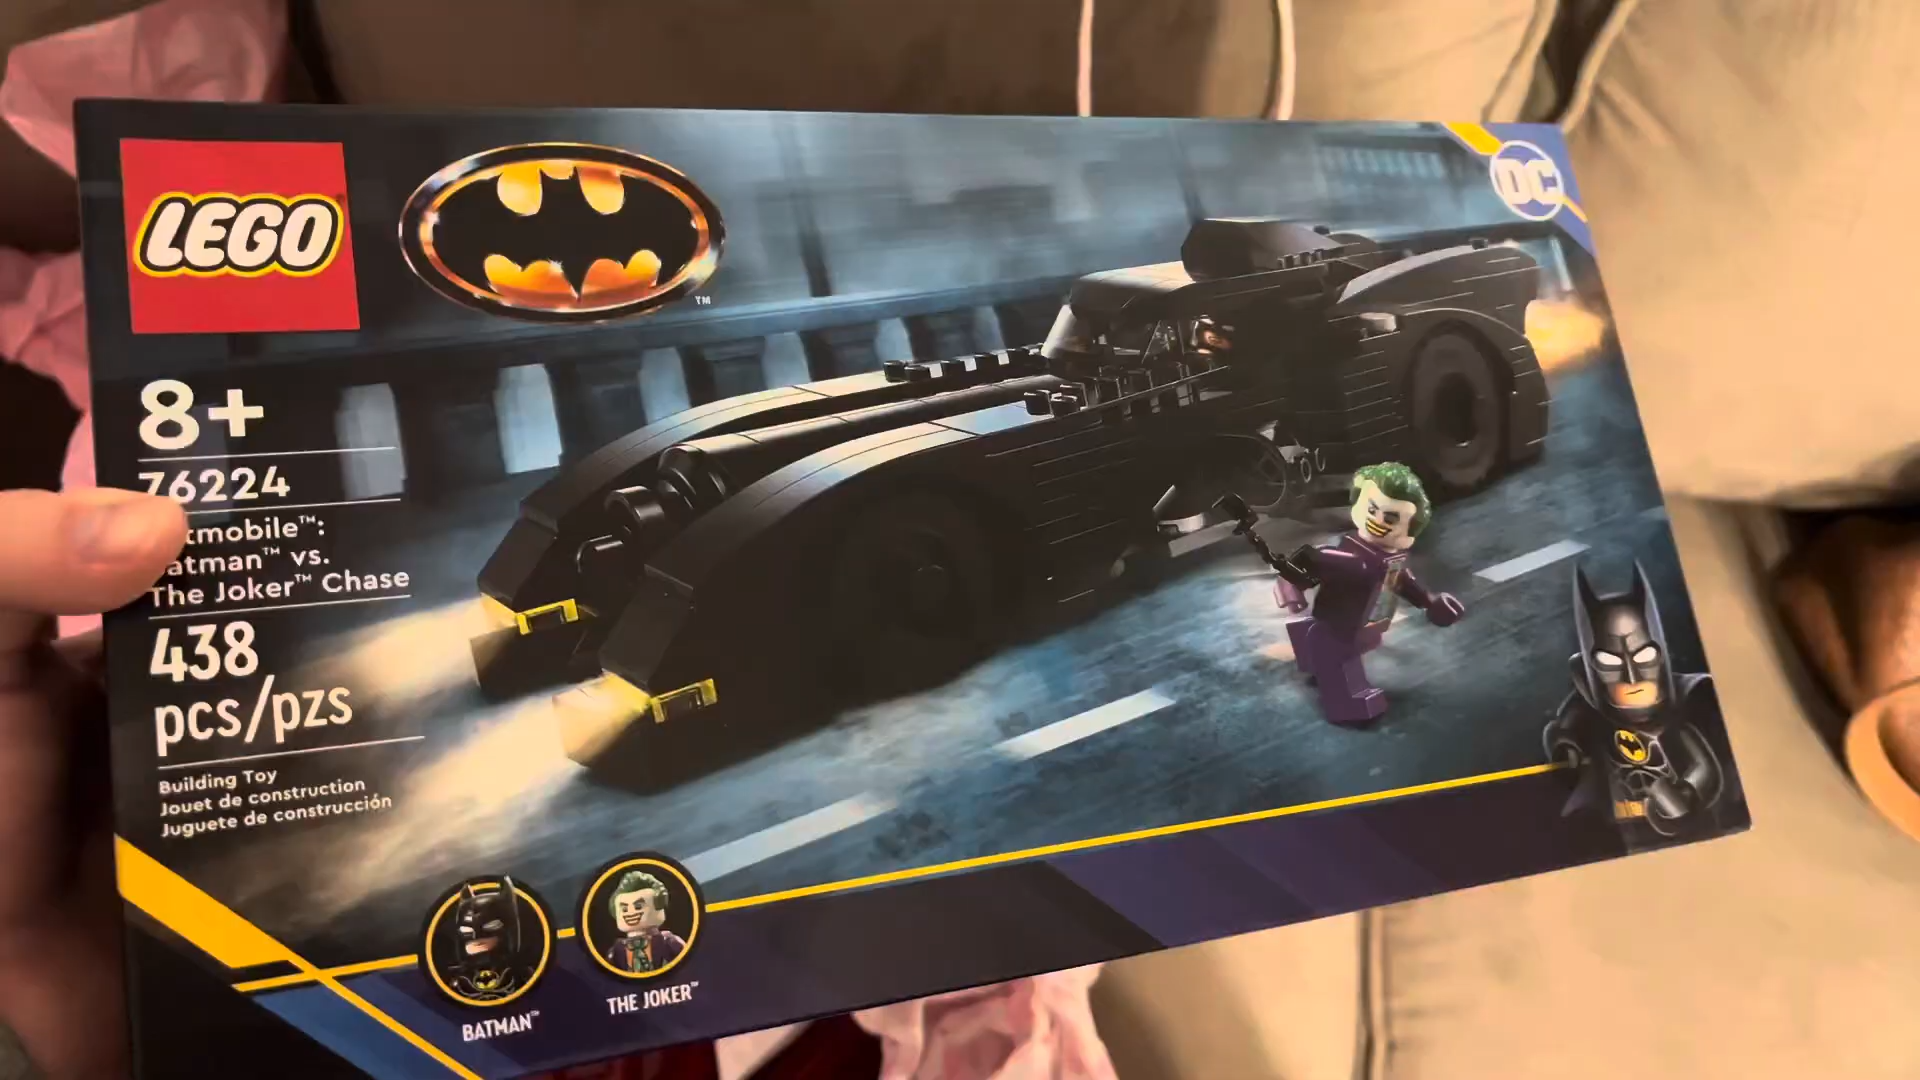 LEGO
TM
DC
8+
76224
tmobile™:
atman™ vs.
The Joker™ Chase
438
pcs/pzs
Building Toy
Jouet de construction
Juguete de construcción
BATMAN™
THE JOKER™